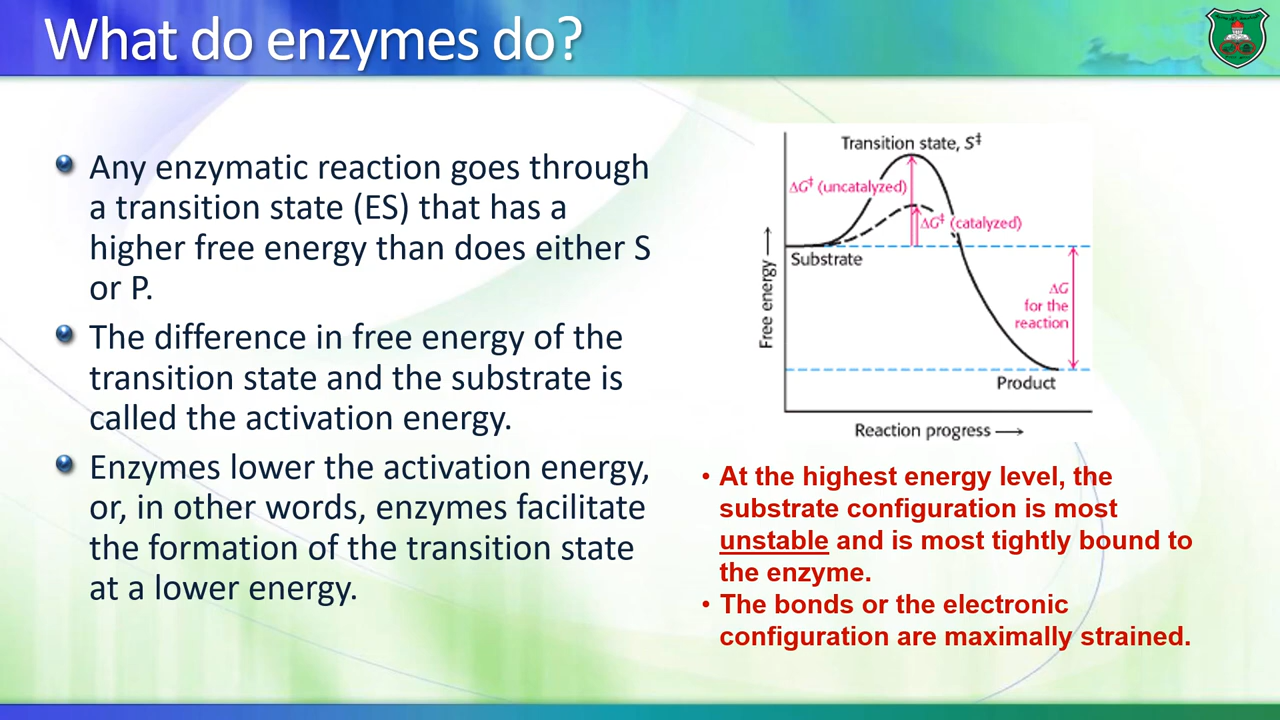 What do enzymes do?
Any enzymatic reaction goes through
a transition state (ES) that has a
higher free energy than does either S
or P.
The difference in free energy of the
transition state and the substrate is
called the activation energy.
Enzymes lower the activation energy,
or, in other words, enzymes facilitate
the formation of the transition state
at a lower energy.
Transition state, S‡
ΔG‡ (uncatalyzed)
ΔG‡ (catalyzed)
Substrate
ΔG
for the
reaction
Product
Free energy →
Reaction progress →
• At the highest energy level, the
substrate configuration is most
unstable and is most tightly bound to
the enzyme.
• The bonds or the electronic
configuration are maximally strained.